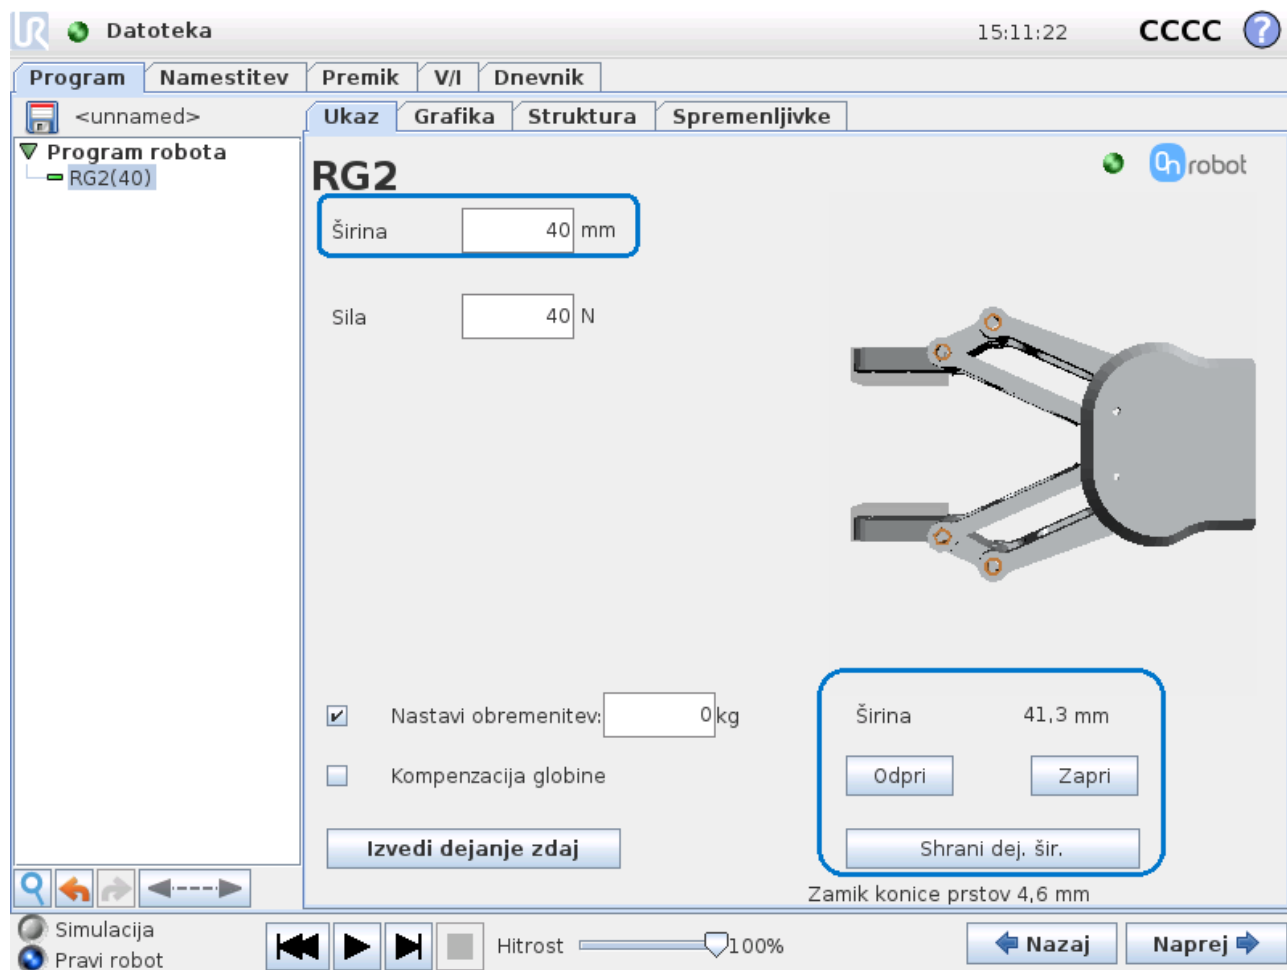 UR Datoteka 15:11:22 CCCC ?
Program Namestitev Premik V/I Dnevnik
<unnamed> Ukaz Grafika Struktura Spremenljivke
Program robota
RG2(40)
RG2
On robot
Širina 40 mm
Sila 40 N
Nastavi obremenitev: 0 kg
Kompenzacija globine
Izvedi dejanje zdaj
Širina 41,3 mm
Odpri Zapri
Shrani dej. šir.
Zamik konice prstov 4,6 mm
Simulacija
Pravi robot
Hitrost 100%
Nazaj Naprej